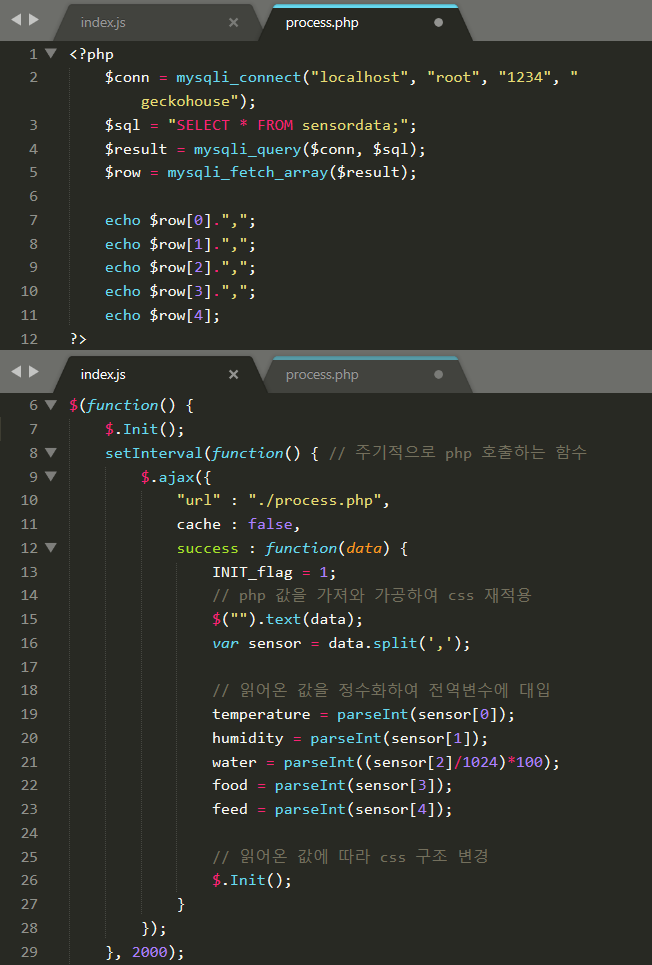 index.js × process.php
1 <?php
2 $conn = mysqli_connect("localhost", "root", "1234", "
geckohouse");
3 $sql = "SELECT * FROM sensordata;";
4 $result = mysqli_query($conn, $sql);
5 $row = mysqli_fetch_array($result);
6
7 echo $row[0].",";
8 echo $row[1].",";
9 echo $row[2].",";
10 echo $row[3].",";
11 echo $row[4];
12 ?>
index.js × process.php
6 $(function() {
7 $.Init();
8 setInterval(function() { // 주기적으로 php 호출하는 함수
9 $.ajax({
10 "url" : "./process.php",
11 cache : false,
12 success : function(data) {
13 INIT_flag = 1;
14 // php 값을 가져와 가공하여 css 재적용
15 $("").text(data);
16 var sensor = data.split(',');
17
18 // 읽어온 값을 정수화하여 전역변수에 대입
19 temperature = parseInt(sensor[0]);
20 humidity = parseInt(sensor[1]);
21 water = parseInt((sensor[2]/1024)*100);
22 food = parseInt(sensor[3]);
23 feed = parseInt(sensor[4]);
24
25 // 읽어온 값에 따라 css 구조 변경
26 $.Init();
27 }
28 });
29 }, 2000);